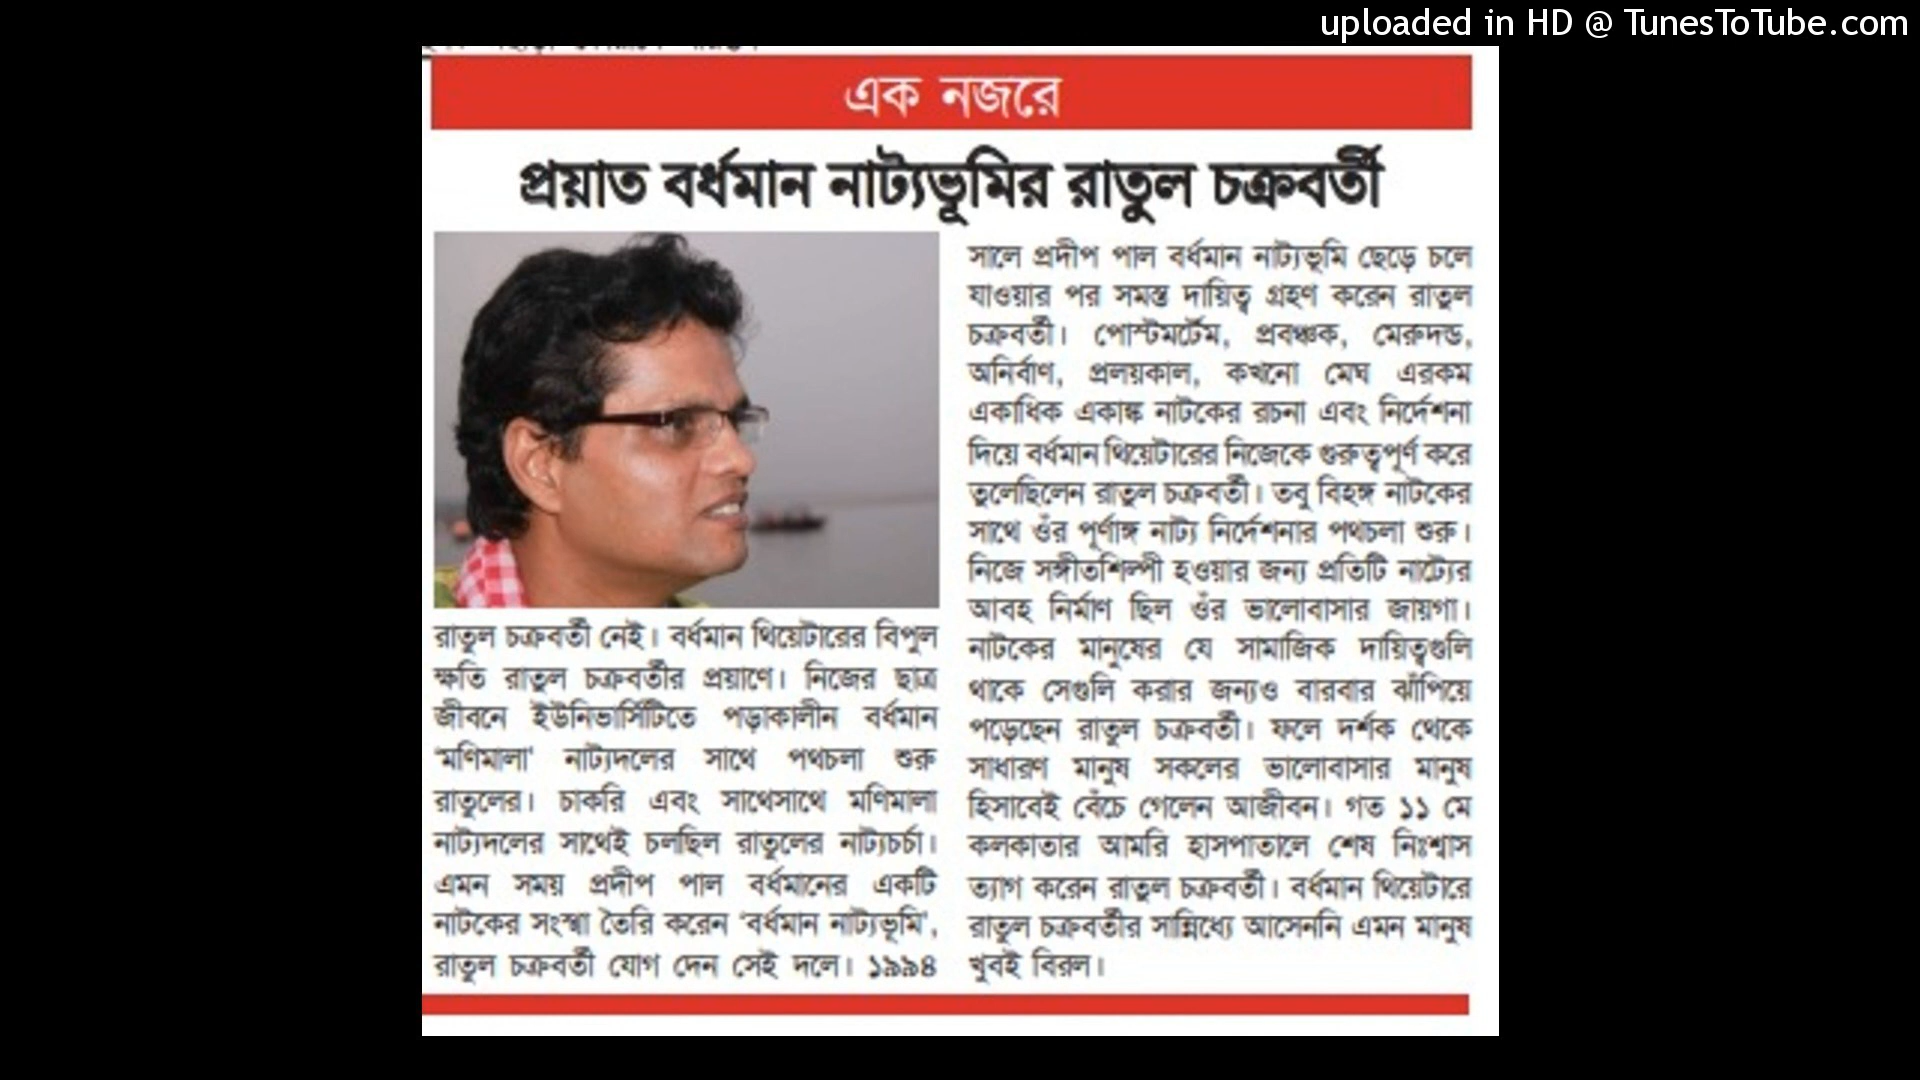 uploaded in HD @ TunesToTube.com
এক নজরে
প্রয়াত বর্ধমান নাট্যভূমির রাতুল চক্রবর্তী
রাতুল চক্রবর্তী নেই। বর্ধমান থিয়েটারের বিপুল
ক্ষতি রাতুল চক্রবর্তীর প্রয়াণে। নিজের ছাত্র
জীবনে ইউনিভার্সিটিতে পড়াকালীন বর্ধমান
‘মণিমালা’ নাট্যদলের সাথে পথচলা শুরু
রাতুলের। চাকরি এবং সাথেসাথে মণিমালা
নাট্যদলের সাথেই চলছিল রাতুলের নাট্যচর্চা।
এমন সময় প্রদীপ পাল বর্ধমানের একটি
নাটকের সংস্থা তৈরি করেন ‘বর্ধমান নাট্যভূমি’,
রাতুল চক্রবর্তী যোগ দেন সেই দলে। ১৯৯৪
সালে প্রদীপ পাল বর্ধমান নাট্যভূমি ছেড়ে চলে
যাওয়ার পর সমস্ত দায়িত্ব গ্রহণ করেন রাতুল
চক্রবর্তী। পোস্টমর্টেম, প্রবঞ্চক, মেরুদন্ড,
অনির্বাণ, প্রলয়কাল, কখনো মেঘ এরকম
একাধিক একাঙ্ক নাটকের রচনা এবং নির্দেশনা
দিয়ে বর্ধমান থিয়েটারের নিজেকে গুরুত্বপূর্ণ করে
তুলেছিলেন রাতুল চক্রবর্তী। তবু বিহঙ্গ নাটকের
সাথে ওঁর পূর্ণাঙ্গ নাট্য নির্দেশনার পথচলা শুরু।
নিজে সঙ্গীতশিল্পী হওয়ার জন্য প্রতিটি নাট্যের
আবহ নির্মাণ ছিল ওঁর ভালোবাসার জায়গা।
নাটকের মানুষের যে সামাজিক দায়িত্বগুলি
থাকে সেগুলি করার জন্যও বারবার ঝাঁপিয়ে
পড়েছেন রাতুল চক্রবর্তী। ফলে দর্শক থেকে
সাধারণ মানুষ সকলের ভালোবাসার মানুষ
হিসাবেই বেঁচে গেলেন আজীবন। গত ১১ মে
কলকাতার আমরি হাসপাতালে শেষ নিঃশ্বাস
ত্যাগ করেন রাতুল চক্রবর্তী। বর্ধমান থিয়েটারে
রাতুল চক্রবর্তীর সান্নিধ্যে আসেননি এমন মানুষ
খুবই বিরল।